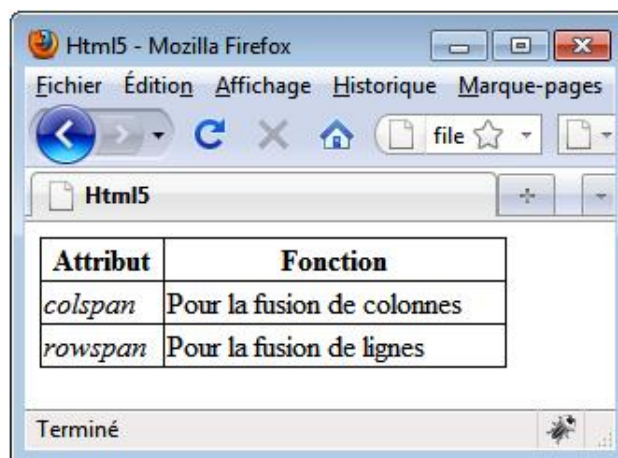 Html5 - Mozilla Firefox
Fichier Édition Affichage Historique Marque-pages
file
Html5
Attribut Fonction
colspan Pour la fusion de colonnes
rowspan Pour la fusion de lignes
Terminé